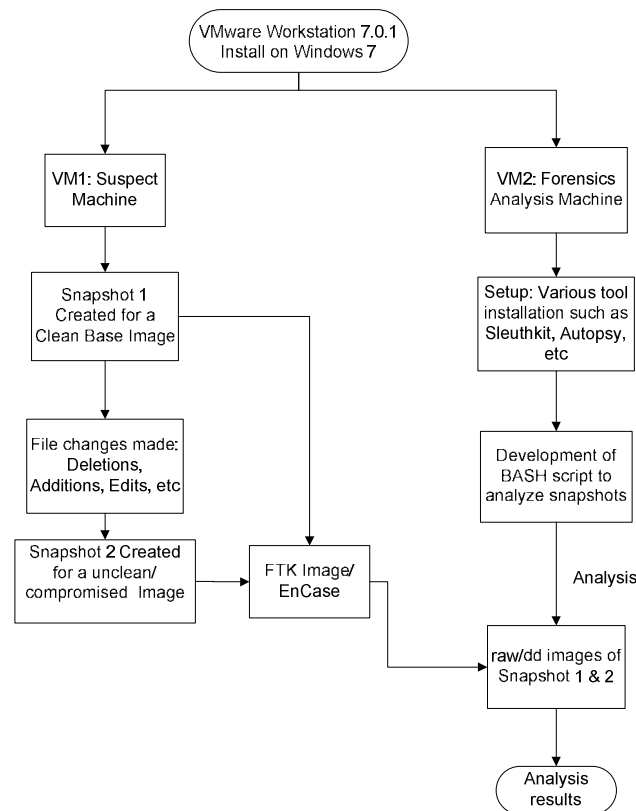 VMware Workstation 7.0.1
Install on Windows 7
VM1: Suspect
Machine
VM2: Forensics
Analysis Machine
Snapshot 1
Created for a
Clean Base Image
Setup: Various tool
installation such as
Sleuthkit, Autopsy,
etc
File changes made:
Deletions,
Additions, Edits, etc
Development of
BASH script to
analyze snapshots
Snapshot 2 Created
for a unclean/
compromised Image
FTK Image/
EnCase
Analysis
raw/dd images of
Snapshot 1 & 2
Analysis
results